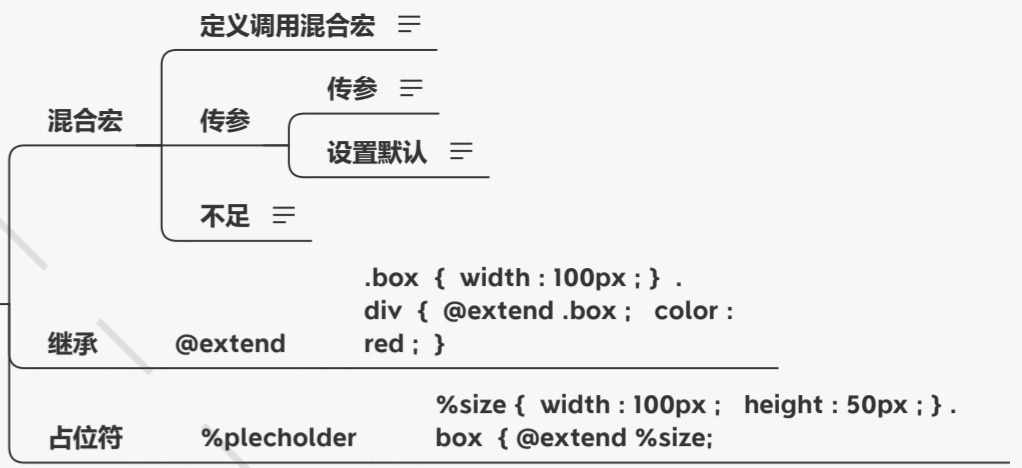 定义调用混合宏
传参
混合宏
传参
设置默认
不足
.box { width : 100px ; } .
div { @extend .box ; color :
继承
@extend
red ; }
%size { width : 100px ; height : 50px ; } .
占位符
%plecholder
box { @extend %size;